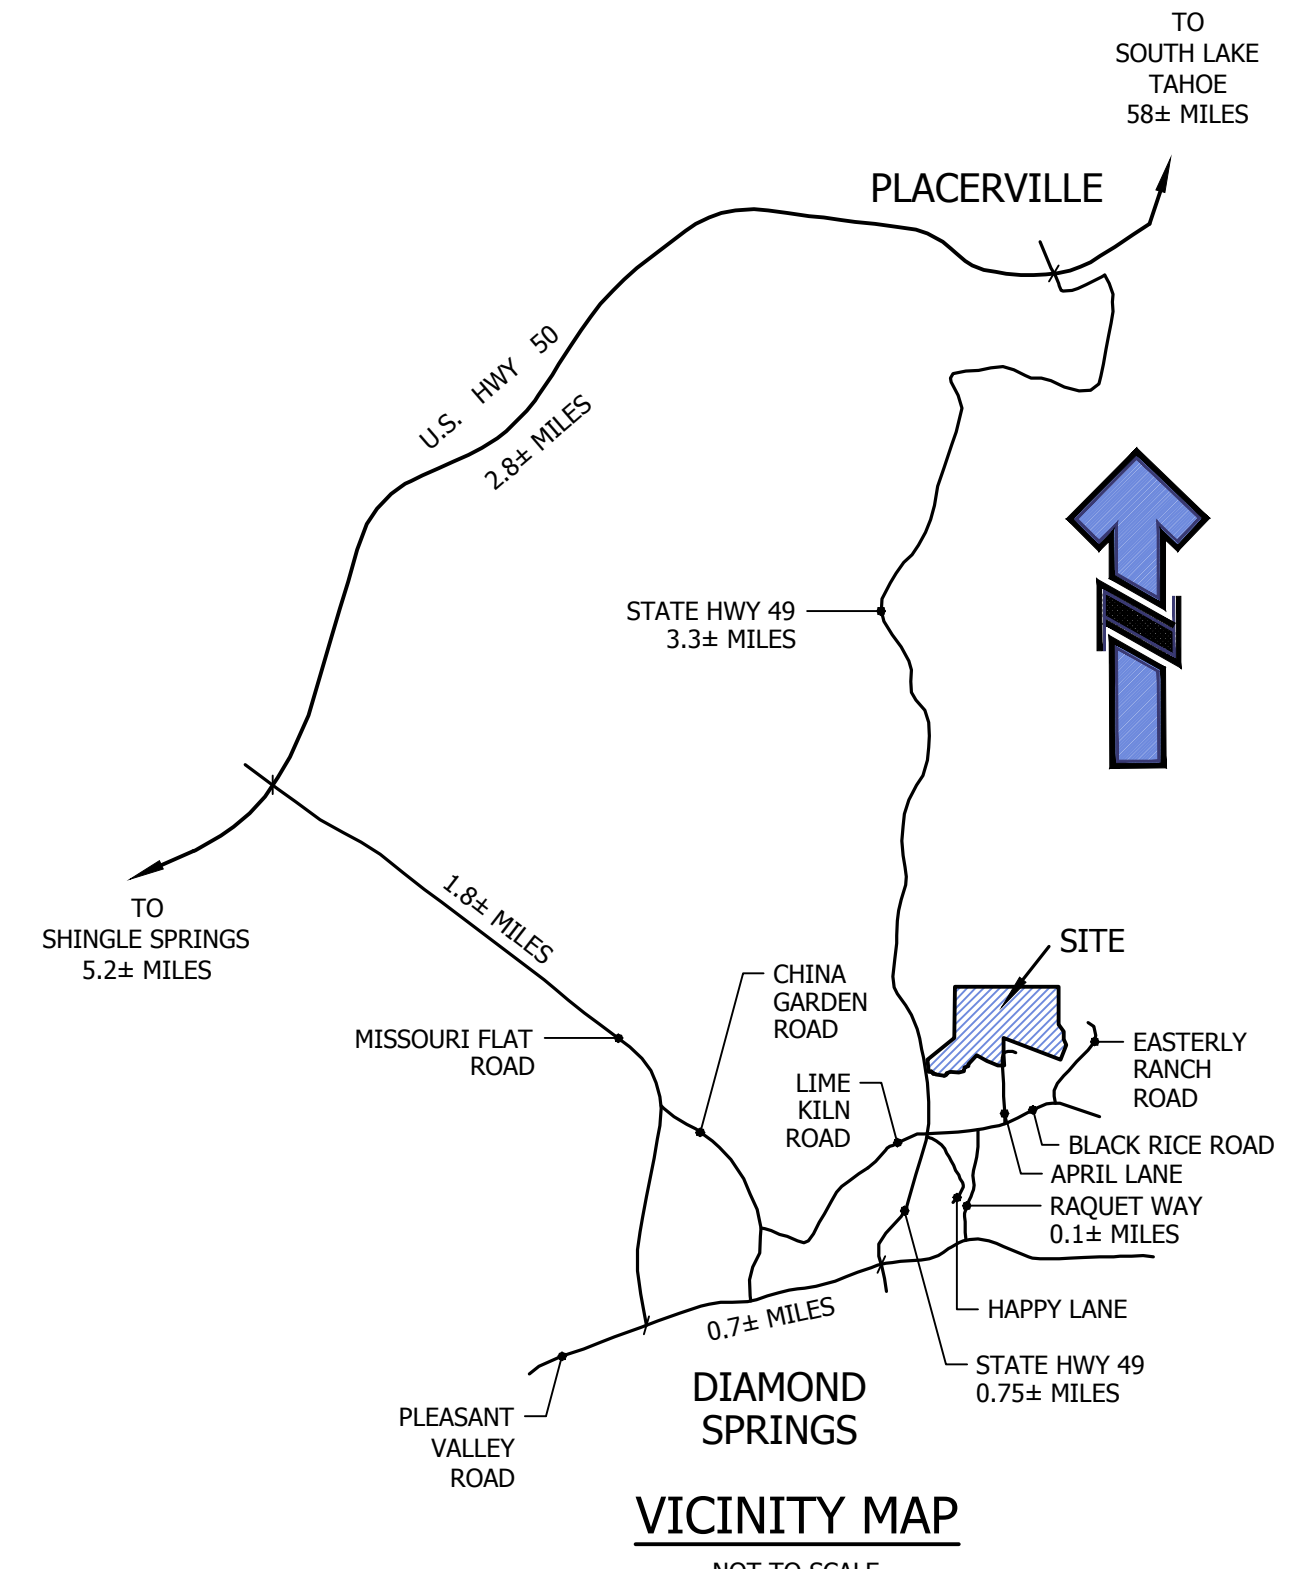 TO
SOUTH LAKE
TAHOE
58± MILES
PLACERVILLE
U.S. HWY 50
2.8± MILES
STATE HWY 49
3.3± MILES
TO
SHINGLE SPRINGS
5.2± MILES
1.8± MILES
SITE
CHINA
GARDEN
ROAD
MISSOURI FLAT
ROAD
EASTERLY
RANCH
ROAD
LIME
KILN
ROAD
BLACK RICE ROAD
APRIL LANE
RAQUET WAY
0.1± MILES
HAPPY LANE
0.7± MILES
STATE HWY 49
0.75± MILES
DIAMOND
SPRINGS
PLEASANT
VALLEY
ROAD
VICINITY MAP
NOT TO SCALE